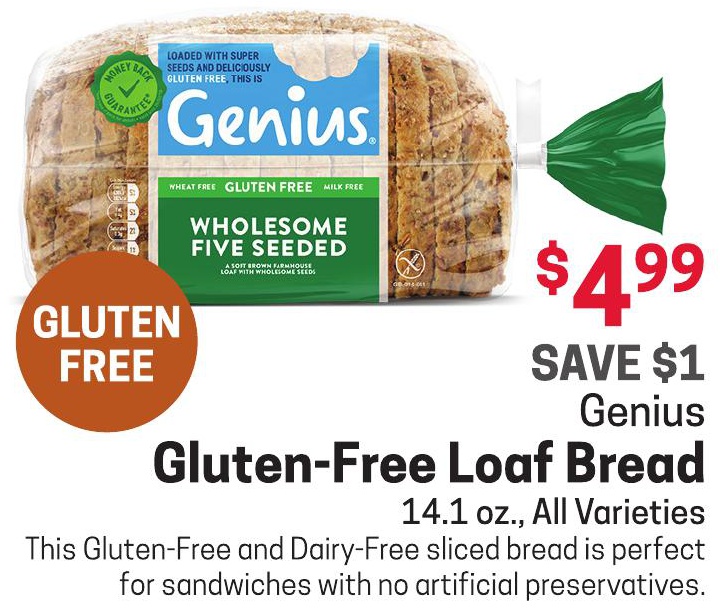 LOADED WITH SUPER
SEEDS AND DELICIOUSLY
GLUTEN FREE, THIS IS
MONEY BACK
GUARANTEE*
Genius®
WHEAT FREE GLUTEN FREE MILK FREE
WHOLESOME
FIVE SEEDED
A SOFT BROWN FARMHOUSE
LOAF WITH WHOLESOME SEEDS
GLUTEN
FREE
$4.99
SAVE $1
Genius
Gluten-Free Loaf Bread
14.1 oz., All Varieties
This Gluten-Free and Dairy-Free sliced bread is perfect
for sandwiches with no artificial preservatives.